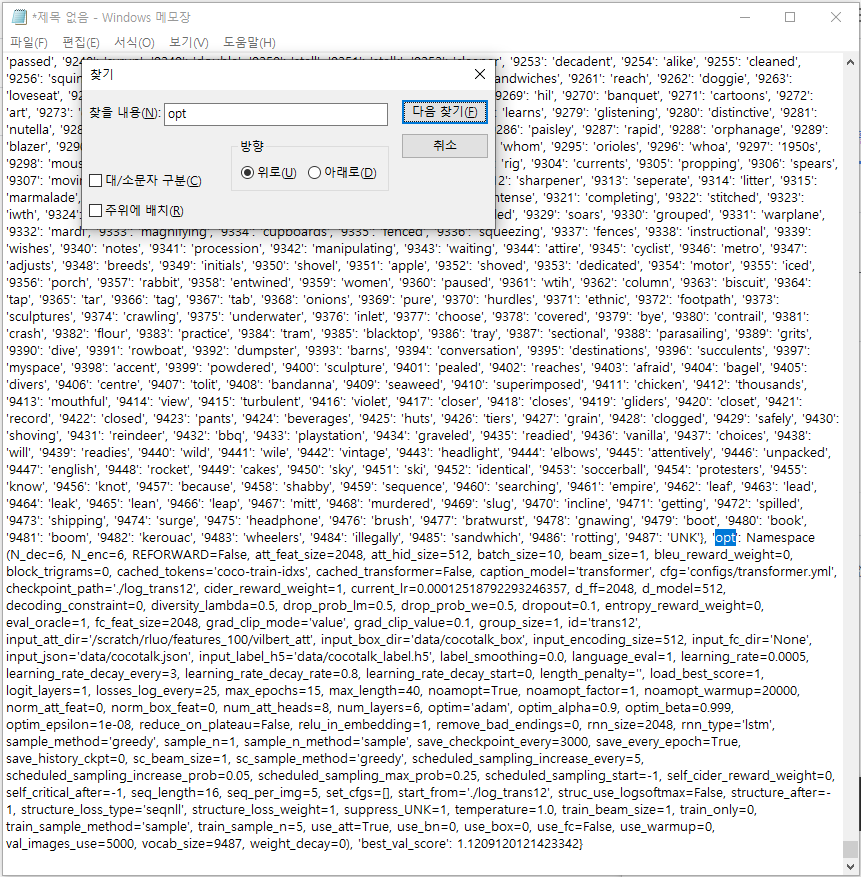 *제목 없음 - Windows 메모장
파일(F) 편집(E) 서식(O) 보기(V) 도움말(H)
찾기
찾을 내용(N): opt 다음 찾기(F)
취소
방향
위로(U) 아래로(D)
대/소문자 구분(C)
주위에 배치(R)
'9253': 'decadent', '9254': 'alike', '9255': 'cleaned',
'9256': '9261': 'reach', '9262': 'doggie', '9263':
'loveseat', '9269': 'hil', '9270': 'banquet', '9271': 'cartoons', '9272':
'art', '9273' 'learns', '9279': 'glistening', '9280': 'distinctive', '9281':
'nutella', 'paisley', '9287': 'rapid', '9288': 'orphanage', '9289':
'blazer', 'whom', '9295': 'orioles', '9296': 'whoa', '9297': '1950s',
'9298': '9304': 'currents', '9305': 'propping', '9306': 'spears',
'9307': 'sharpener', '9313': 'seperate', '9314': 'litter', '9315':
'marmalade', '9321': 'completing', '9322': 'stitched', '9323':
'iwth', '9324' '9329': 'soars', '9330': 'grouped', '9331': 'warplane',
'9332': 'mardi', '9333': 'magnifying', '9334': 'cupboards', '9335': 'fenced', '9336': 'squeezing', '9337': 'fences', '9338': 'instructional', '9339':
'wishes', '9340': 'notes', '9341': 'procession', '9342': 'manipulating', '9343': 'waiting', '9344': 'attire', '9345': 'cyclist', '9346': 'metro', '9347':
'adjusts', '9348': 'breeds', '9349': 'initials', '9350': 'shovel', '9351': 'apple', '9352': 'shoved', '9353': 'dedicated', '9354': 'motor', '9355': 'iced',
'9356': 'porch', '9357': 'rabbit', '9358': 'entwined', '9359': 'women', '9360': 'paused', '9361': 'wtih', '9362': 'column', '9363': 'biscuit', '9364':
'tap', '9365': 'tar', '9366': 'tag', '9367': 'tab', '9368': 'onions', '9369': 'pure', '9370': 'hurdles', '9371': 'ethnic', '9372': 'footpath', '9373':
'sculptures', '9374': 'crawling', '9375': 'underwater', '9376': 'inlet', '9377': 'choose', '9378': 'covered', '9379': 'bye', '9380': 'contrail', '9381':
'crash', '9382': 'flour', '9383': 'practice', '9384': 'tram', '9385': 'blacktop', '9386': 'tray', '9387': 'sectional', '9388': 'parasailing', '9389': 'grits',
'9390': 'dive', '9391': 'rowboat', '9392': 'dumpster', '9393': 'barns', '9394': 'conversation', '9395': 'destinations', '9396': 'succulents', '9397':
'myspace', '9398': 'accent', '9399': 'powdered', '9400': 'sculpture', '9401': 'pealed', '9402': 'reaches', '9403': 'afraid', '9404': 'bagel', '9405':
'divers', '9406': 'centre', '9407': 'tolit', '9408': 'bandanna', '9409': 'seaweed', '9410': 'superimposed', '9411': 'chicken', '9412': 'thousands',
'9413': 'mouthful', '9414': 'view', '9415': 'turbulent', '9416': 'violet', '9417': 'closer', '9418': 'closes', '9419': 'gliders', '9420': 'closet', '9421':
'record', '9422': 'closed', '9423': 'pants', '9424': 'beverages', '9425': 'huts', '9426': 'tiers', '9427': 'grain', '9428': 'clogged', '9429': 'safely', '9430':
'shoving', '9431': 'reindeer', '9432': 'bbq', '9433': 'playstation', '9434': 'graveled', '9435': 'readied', '9436': 'vanilla', '9437': 'choices', '9438':
'will', '9439': 'readies', '9440': 'wild', '9441': 'wile', '9442': 'vintage', '9443': 'headlight', '9444': 'elbows', '9445': 'attentively', '9446': 'unpacked',
'9447': 'english', '9448': 'rocket', '9449': 'cakes', '9450': 'sky', '9451': 'ski', '9452': 'identical', '9453': 'soccerball', '9454': 'protesters', '9455':
'know', '9456': 'knot', '9457': 'because', '9458': 'shabby', '9459': 'sequence', '9460': 'searching', '9461': 'empire', '9462': 'leaf', '9463': 'lead',
'9464': 'leak', '9465': 'lean', '9466': 'leap', '9467': 'mitt', '9468': 'murdered', '9469': 'slug', '9470': 'incline', '9471': 'getting', '9472': 'spilled',
'9473': 'shipping', '9474': 'surge', '9475': 'headphone', '9476': 'brush', '9477': 'bratwurst', '9478': 'gnawing', '9479': 'boot', '9480': 'book',
'9481': 'boom', '9482': 'kerouac', '9483': 'wheelers', '9484': 'illegally', '9485': 'sandwhich', '9486': 'rotting', '9487': 'UNK'}, 'opt': Namespace
(N_dec=6, N_enc=6, REFORWARD=False, att_feat_size=2048, att_hid_size=512, batch_size=10, beam_size=1, bleu_reward_weight=0,
block_trigrams=0, cached_tokens='coco-train-idxs', cached_transformer=False, caption_model='transformer', cfg='configs/transformer.yml',
checkpoint_path='./log_trans12', cider_reward_weight=1, current_lr=0.00012518792293246357, d_ff=2048, d_model=512,
decoding_constraint=0, diversity_lambda=0.5, drop_prob_lm=0.5, drop_prob_we=0.5, dropout=0.1, entropy_reward_weight=0,
eval_oracle=1, fc_feat_size=2048, grad_clip_mode='value', grad_clip_value=0.1, group_size=1, id='trans12',
input_att_dir='/scratch/rluo/features_100/vilbert_att', input_box_dir='data/cocotalk_box', input_encoding_size=512, input_fc_dir='None',
input_json='data/cocotalk.json', input_label_h5='data/cocotalk_label.h5', label_smoothing=0.0, language_eval=1, learning_rate=0.0005,
learning_rate_decay_every=3, learning_rate_decay_rate=0.8, learning_rate_decay_start=0, length_penalty='', load_best_score=1,
logit_layers=1, losses_log_every=25, max_epochs=15, max_length=40, noamopt=True, noamopt_factor=1, noamopt_warmup=20000,
norm_att_feat=0, norm_box_feat=0, num_att_heads=8, num_layers=6, optim='adam', optim_alpha=0.9, optim_beta=0.999,
optim_epsilon=1e-08, reduce_on_plateau=False, relu_in_embedding=1, remove_bad_endings=0, rnn_size=2048, rnn_type='lstm',
sample_method='greedy', sample_n=1, sample_n_method='sample', save_checkpoint_every=3000, save_every_epoch=True,
save_history_ckpt=0, sc_beam_size=1, sc_sample_method='greedy', scheduled_sampling_increase_every=5,
scheduled_sampling_increase_prob=0.05, scheduled_sampling_max_prob=0.25, scheduled_sampling_start=-1, self_cider_reward_weight=0,
self_critical_after=-1, seq_length=16, seq_per_img=5, set_cfgs=[], start_from='./log_trans12', struc_use_logsoftmax=False, structure_after=-
1, structure_loss_type='seqnll', structure_loss_weight=1, suppress_UNK=1, temperature=1.0, train_beam_size=1, train_only=0,
train_sample_method='sample', train_sample_n=5, use_att=True, use_bn=0, use_box=0, use_fc=False, use_warmup=0,
val_images_use=5000, vocab_size=9487, weight_decay=0), 'best_val_score': 1.1209120121423342}